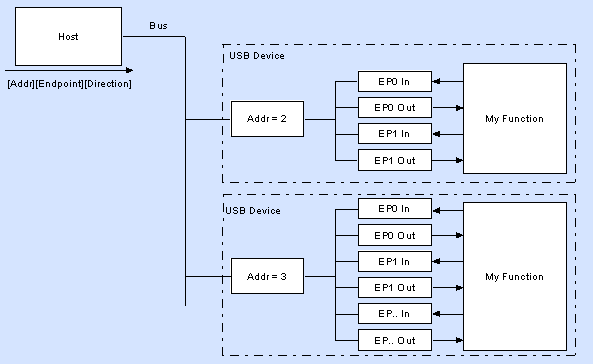 Host
Bus
[Addr][Endpoint][Direction]
USB Device
Addr = 2
EP0 In
EP0 Out
EP1 In
EP1 Out
My Function
USB Device
Addr = 3
EP0 In
EP0 Out
EP1 In
EP1 Out
EP.. In
EP.. Out
My Function